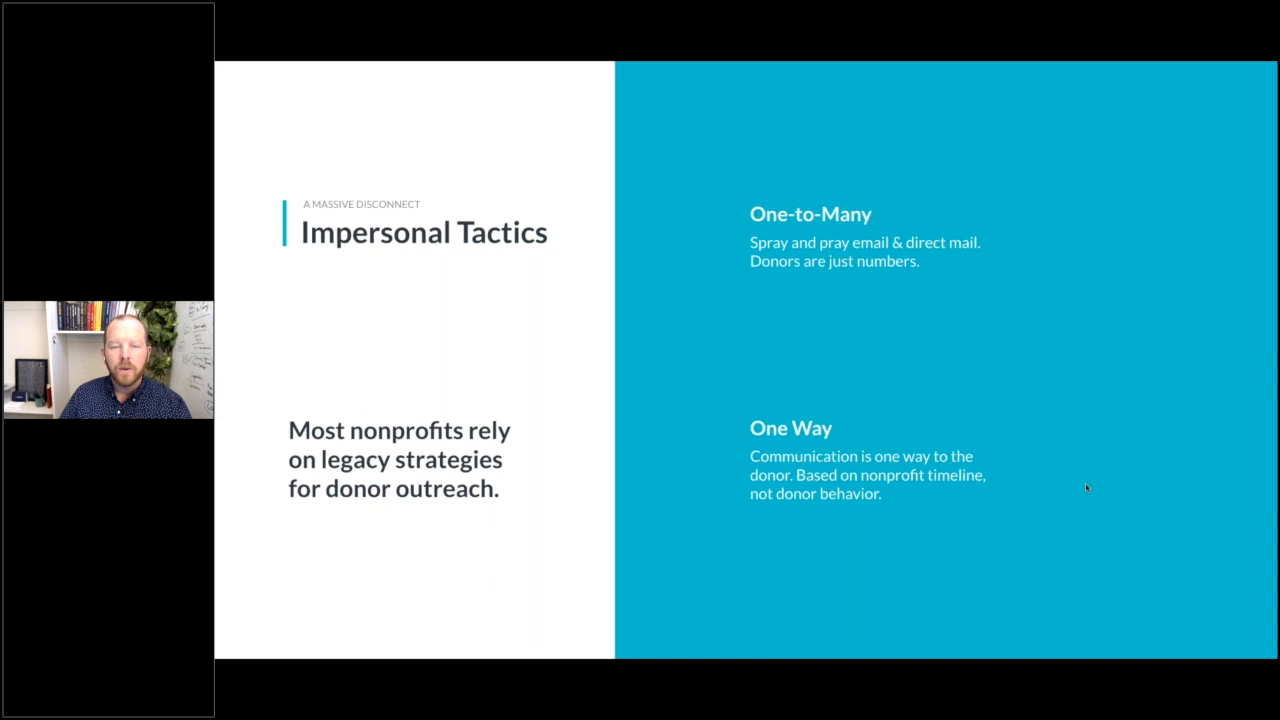 A MASSIVE DISCONNECT
Impersonal Tactics
Most nonprofits rely
on legacy strategies
for donor outreach.
One-to-Many
Spray and pray email & direct mail.
Donors are just numbers.
One Way
Communication is one way to the
donor. Based on nonprofit timeline,
not donor behavior.